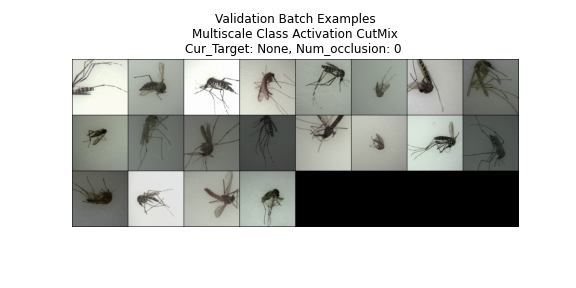 Validation Batch Examples
Multiscale Class Activation CutMix
Cur_Target: None, Num_occlusion: 0